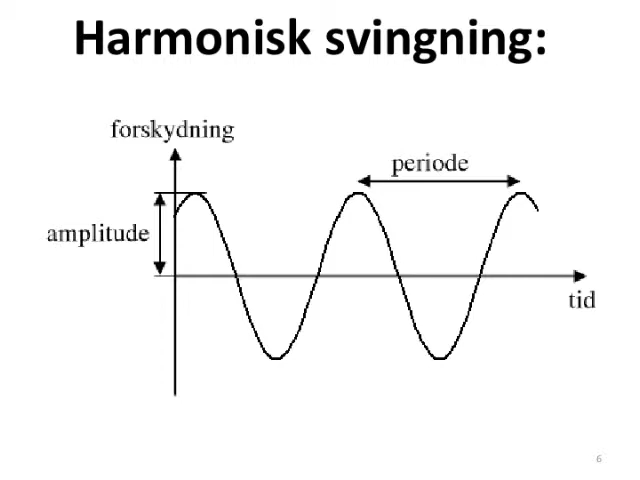 Harmonisk svingning:
forskydning
periode
amplitude
tid
6